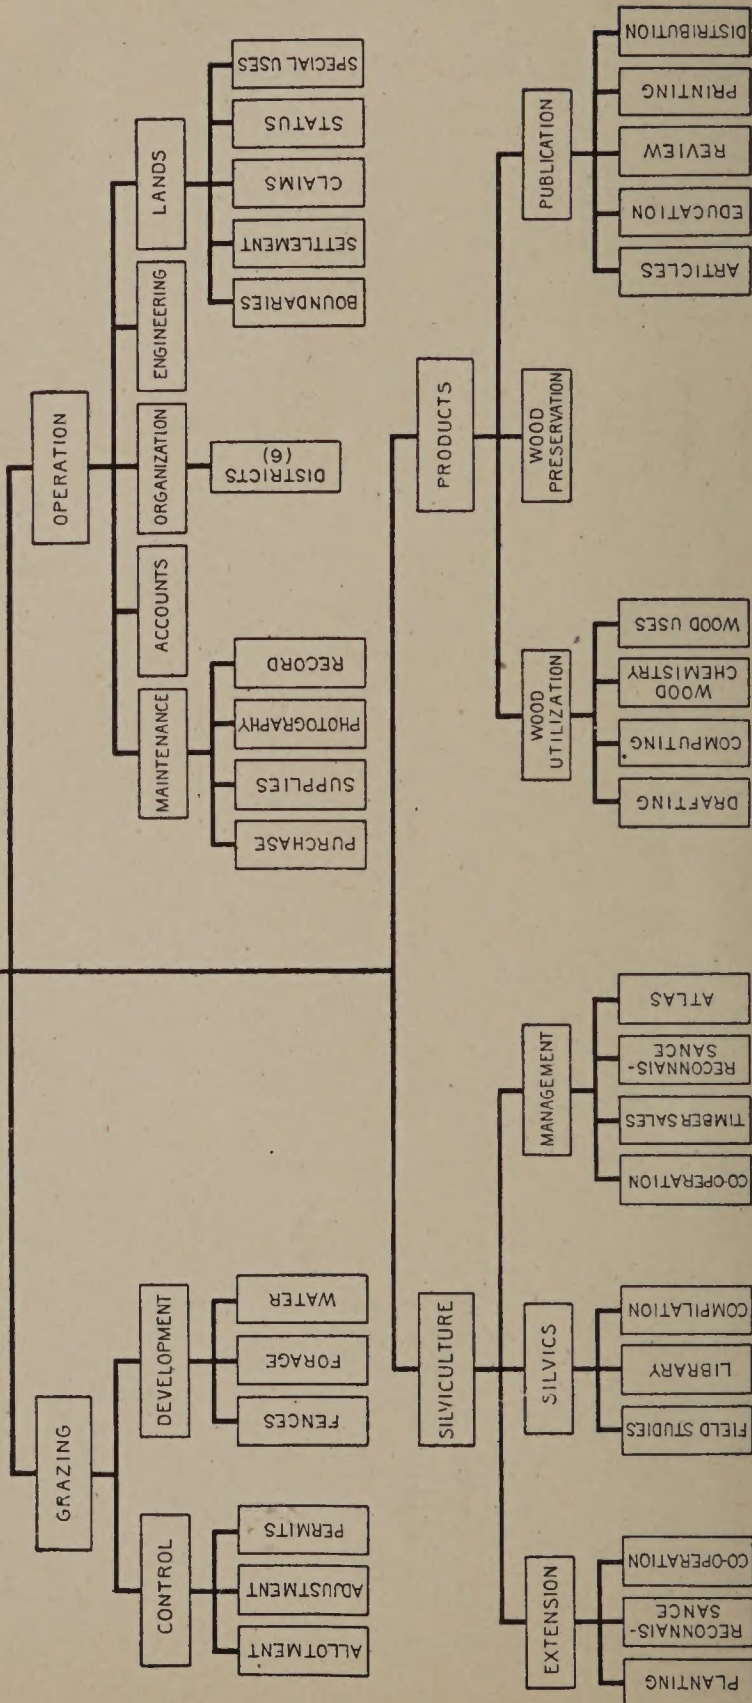 GRAZING
OPERATION
CONTROL
DEVELOPMENT
MAINTENANCE
ACCOUNTS
ORGANIZATION
ENGINEERING
LANDS
ALLOTMENT
ADJUSTMENT
PERMITS
FENCES
FORAGE
WATER
PURCHASE
SUPPLIES
PHOTOGRAPHY
RECORD
DISTRICTS
(6)
BOUNDARIES
SETTLEMENT
CLAIMS
STATUS
SPECIAL USES
SILVICULTURE
PRODUCTS
EXTENSION
SILVICS
MANAGEMENT
WOOD
UTILIZATION
WOOD
PRESERVATION
PUBLICATION
PLANTING
RECONNAIS-
SANCE
CO-OPERATION
FIELD STUDIES
LIBRARY
COMPILATION
CO-OPERATION
TIMBER SALES
RECONNAIS-
SANCE
ATLAS
DRAFTING
COMPUTING
WOOD
CHEMISTRY
WOOD USES
ARTICLES
EDUCATION
REVIEW
PRINTING
DISTRIBUTION